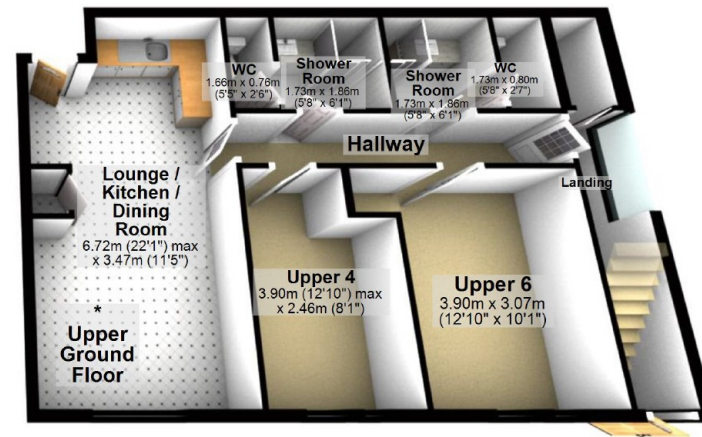 WC
1.66m x 0.76m
(5'5" x 2'6")
Shower
Room
1.73m x 1.86m
(5'8" x 6'1")
Shower
Room
1.73m x 1.86m
(5'8" x 6'1")
WC
1.73m x 0.80m
(5'8" x 2'7")
Hallway
Landing
Lounge /
Kitchen /
Dining
Room
6.72m (22'1") max
x 3.47m (11'5")
Upper 4
3.90m (12'10") max
x 2.46m (8'1")
Upper 6
3.90m x 3.07m
(12'10" x 10'1")
*
Upper
Ground
Floor